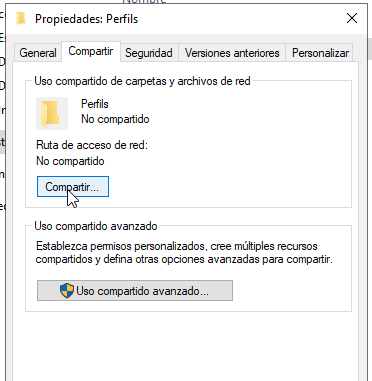 Nombre
Propiedades: Perfils
General Compartir Seguridad Versiones anteriores Personalizar
Uso compartido de carpetas y archivos de red
Perfils
No compartido
Ruta de acceso de red:
No compartido
Compartir...
Uso compartido avanzado
Establezca permisos personalizados, cree múltiples recursos
compartidos y defina otras opciones avanzadas para compartir.
Uso compartido avanzado...